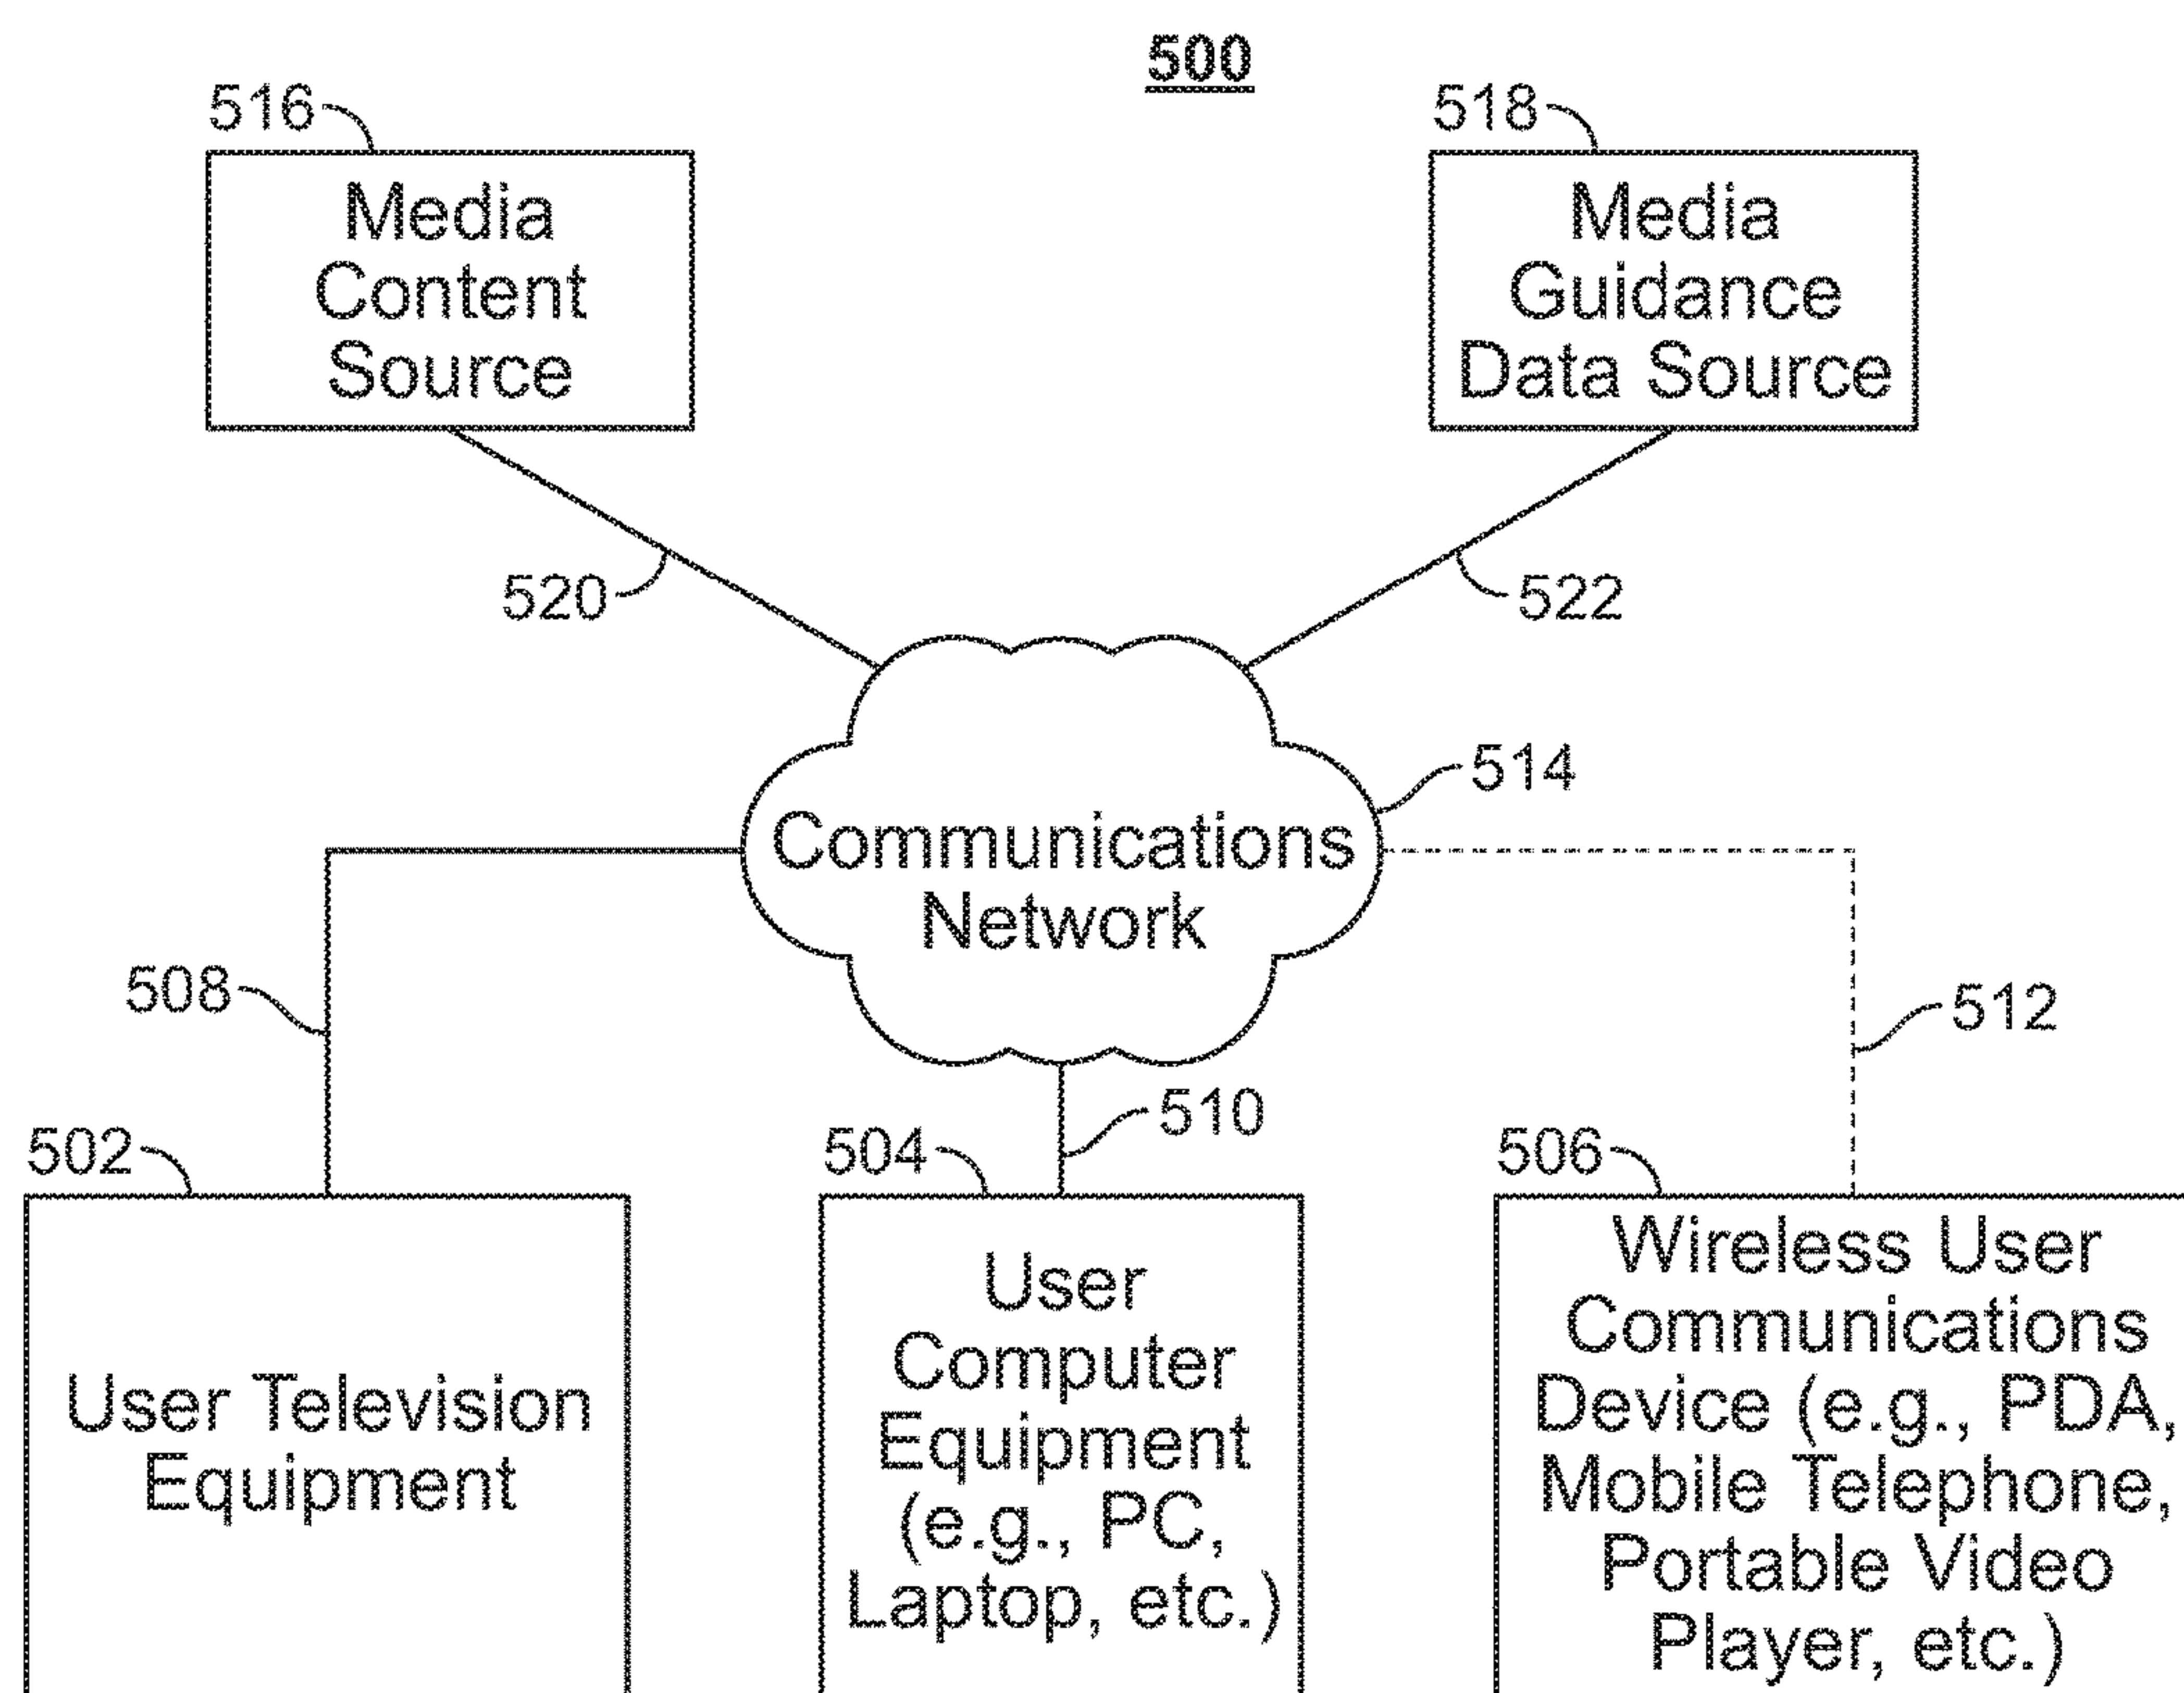 500
516
Media
Content
Source
518
Media
Guidance
Data Source
520
522
514
Communications
Network
508
512
510
502
User Television
Equipment
504
User
Computer
Equipment
(e.g., PC,
Laptop, etc.)
506
Wireless User
Communications
Device (e.g., PDA,
Mobile Telephone,
Portable Video
Player, etc.)